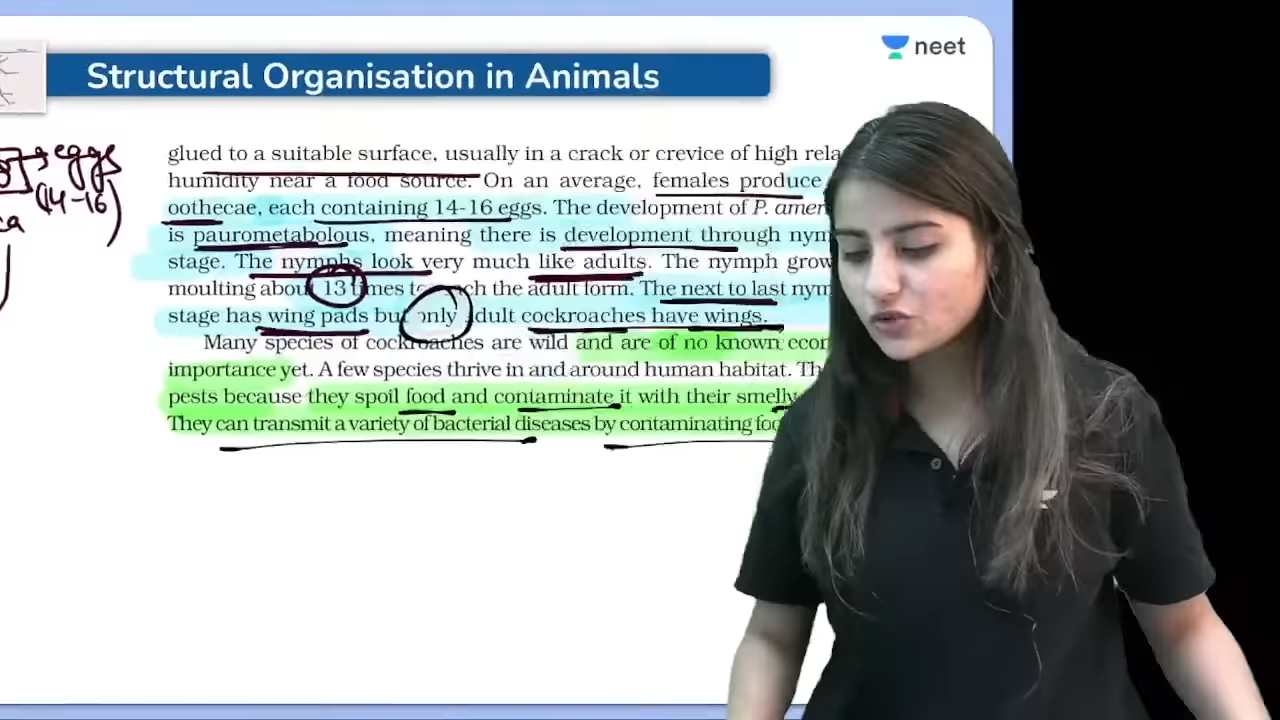 neet
Structural Organisation in Animals
eggs
(14-16)
ca
glued to a suitable surface, usually in a crack or crevice of high rela
humidity near a food source. On an average, females produce
oothecae, each containing 14-16 eggs. The development of P. amer
is paurometabolous, meaning there is development through nym
stage. The nymphs look very much like adults. The nymph grow
moulting about 13 times to reach the adult form. The next to last nym
stage has wing pads but only adult cockroaches have wings.
Many species of cockroaches are wild and are of no known econ
importance yet. A few species thrive in and around human habitat. Th
pests because they spoil food and contaminate it with their smelly
They can transmit a variety of bacterial diseases by contaminating foo